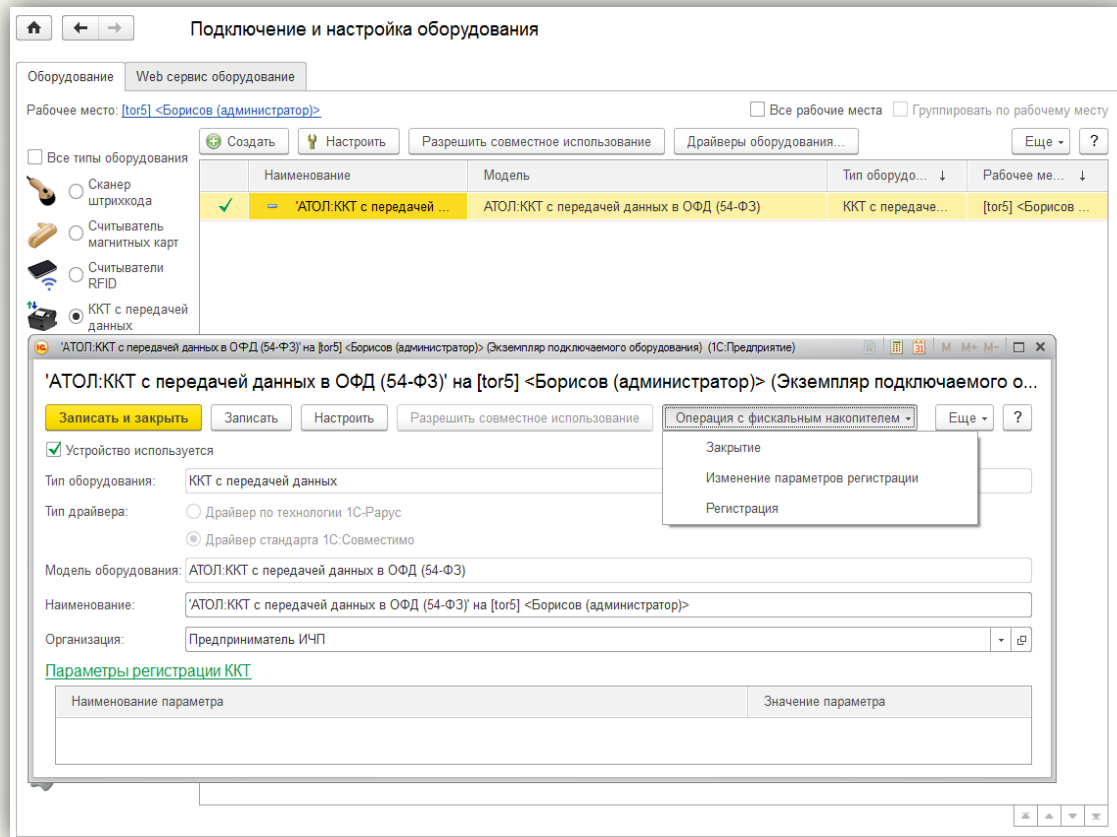 Подключение и настройка оборудования
Оборудование Web сервис оборудование
Рабочее место: [tor5] <Борисов (администратор)> Все рабочие места Группировать по рабочему месту
Создать Настроить Разрешить совместное использование Драйверы оборудования... Еще ?
Все типы оборудования
Сканер штрихкода
Считыватель магнитных карт
Считыватели RFID
ККТ с передачей данных
Наименование Модель Тип оборудо... ↓ Рабочее ме... ↓
'АТОЛ:ККТ с передачей ... АТОЛ:ККТ с передачей данных в ОФД (54-ФЗ) ККТ с передаче... [tor5] <Борисов ...
'АТОЛ:ККТ с передачей данных в ОФД (54-ФЗ)' на [tor5] <Борисов (администратор)> (Экземпляр подключаемого оборудования) (1С:Предприятие) 31 M M+ M-
'АТОЛ:ККТ с передачей данных в ОФД (54-ФЗ)' на [tor5] <Борисов (администратор)> (Экземпляр подключаемого о...
Записать и закрыть Записать Настроить Разрешить совместное использование Операция с фискальным накопителем Еще ?
Закрытие
Изменение параметров регистрации
Регистрация
Устройство используется
Тип оборудования: ККТ с передачей данных
Тип драйвера: Драйвер по технологии 1С-Рарус
Драйвер стандарта 1С:Совместимо
Модель оборудования: АТОЛ:ККТ с передачей данных в ОФД (54-ФЗ)
Наименование: 'АТОЛ:ККТ с передачей данных в ОФД (54-ФЗ)' на [tor5] <Борисов (администратор)>
Организация: Предприниматель ИЧП
Параметры регистрации ККТ
Наименование параметра Значение параметра